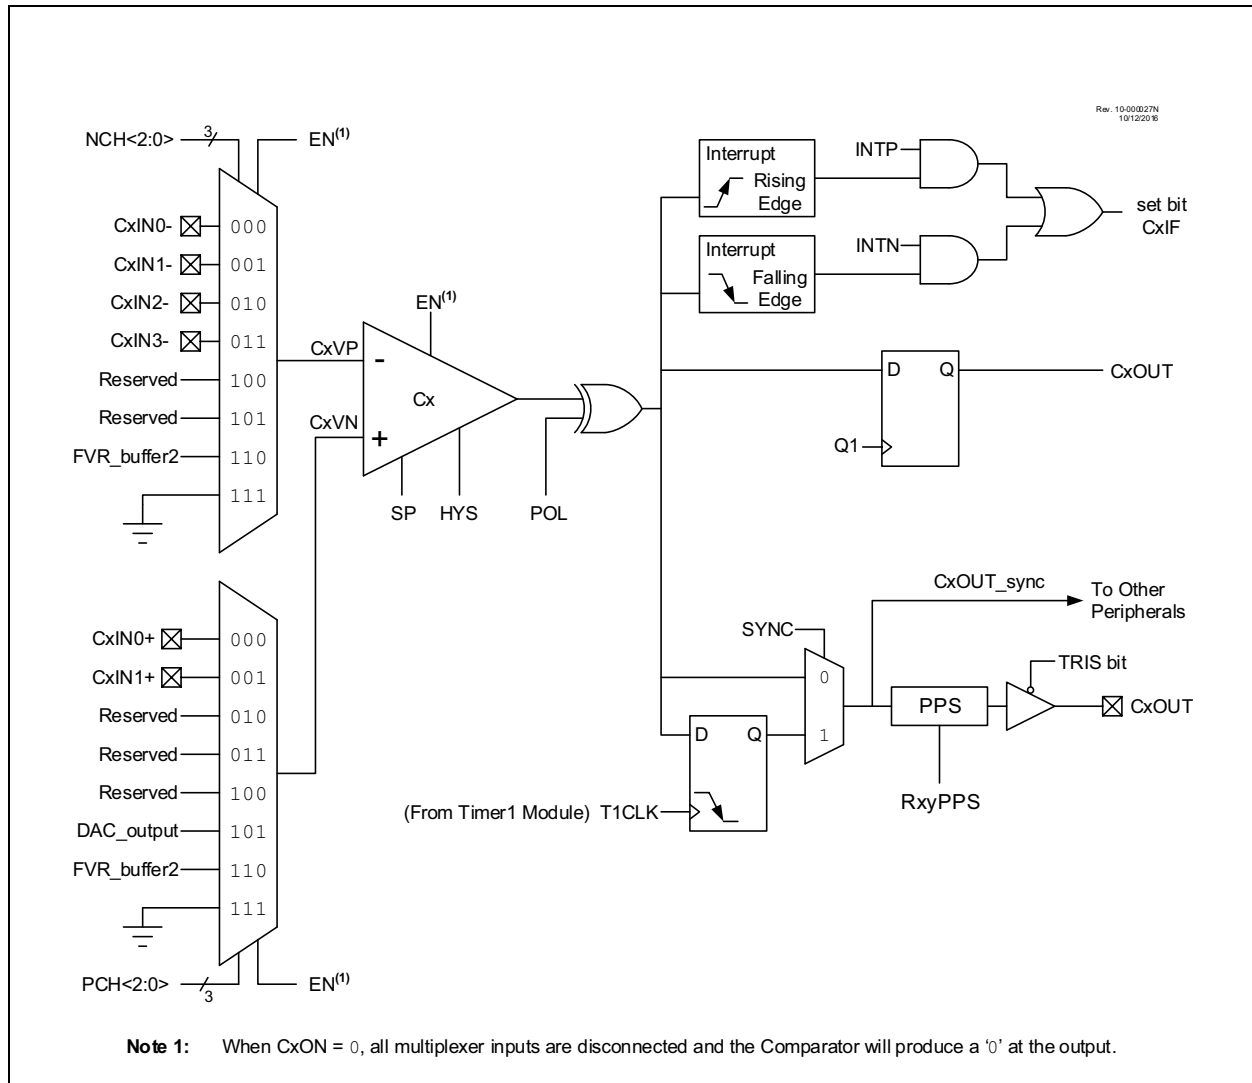 Rev. 10-000027N
10/12/2016
NCH<2:0>
3
EN(1)
CxIN0-
000
CxIN1-
001
CxIN2-
010
CxIN3-
011
Reserved
100
Reserved
101
FVR_buffer2
110
111
CxVP
CxVN
EN(1)
-
Cx
+
SP
HYS
POL
Interrupt
Rising
Edge
INTP
Interrupt
Falling
Edge
INTN
set bit
CxIF
D
Q
CxOUT
Q1
CxIN0+
000
CxIN1+
001
Reserved
010
Reserved
011
Reserved
100
DAC_output
101
FVR_buffer2
110
111
PCH<2:0>
3
EN(1)
CxOUT_sync
To Other
Peripherals
SYNC
0
1
TRIS bit
PPS
CxOUT
RxyPPS
D
Q
(From Timer1 Module) T1CLK
Note 1: When CxON = 0, all multiplexer inputs are disconnected and the Comparator will produce a ‘0’ at the output.